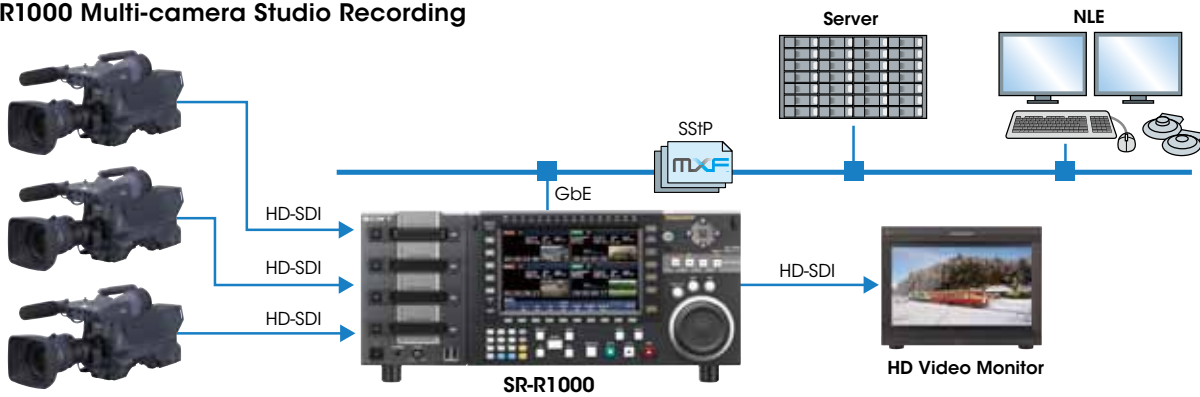 R1000 Multi-camera Studio Recording
Server
NLE
SStP
mxf
GbE
HD-SDI
HD-SDI
HD-SDI
HD-SDI
SR-R1000
HD Video Monitor